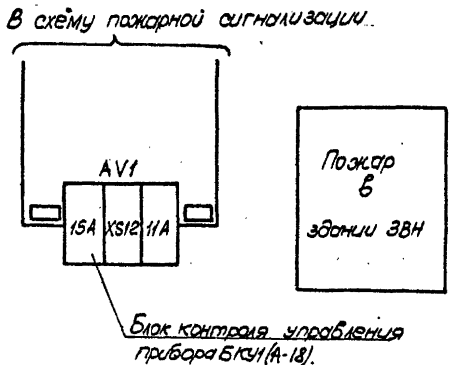 В схему пожарной сигнализации.
AV1
15A XS12 11A
Пожар
в
здании ЗВН
Блок контроля управления
прибора БКУ1(А-18).